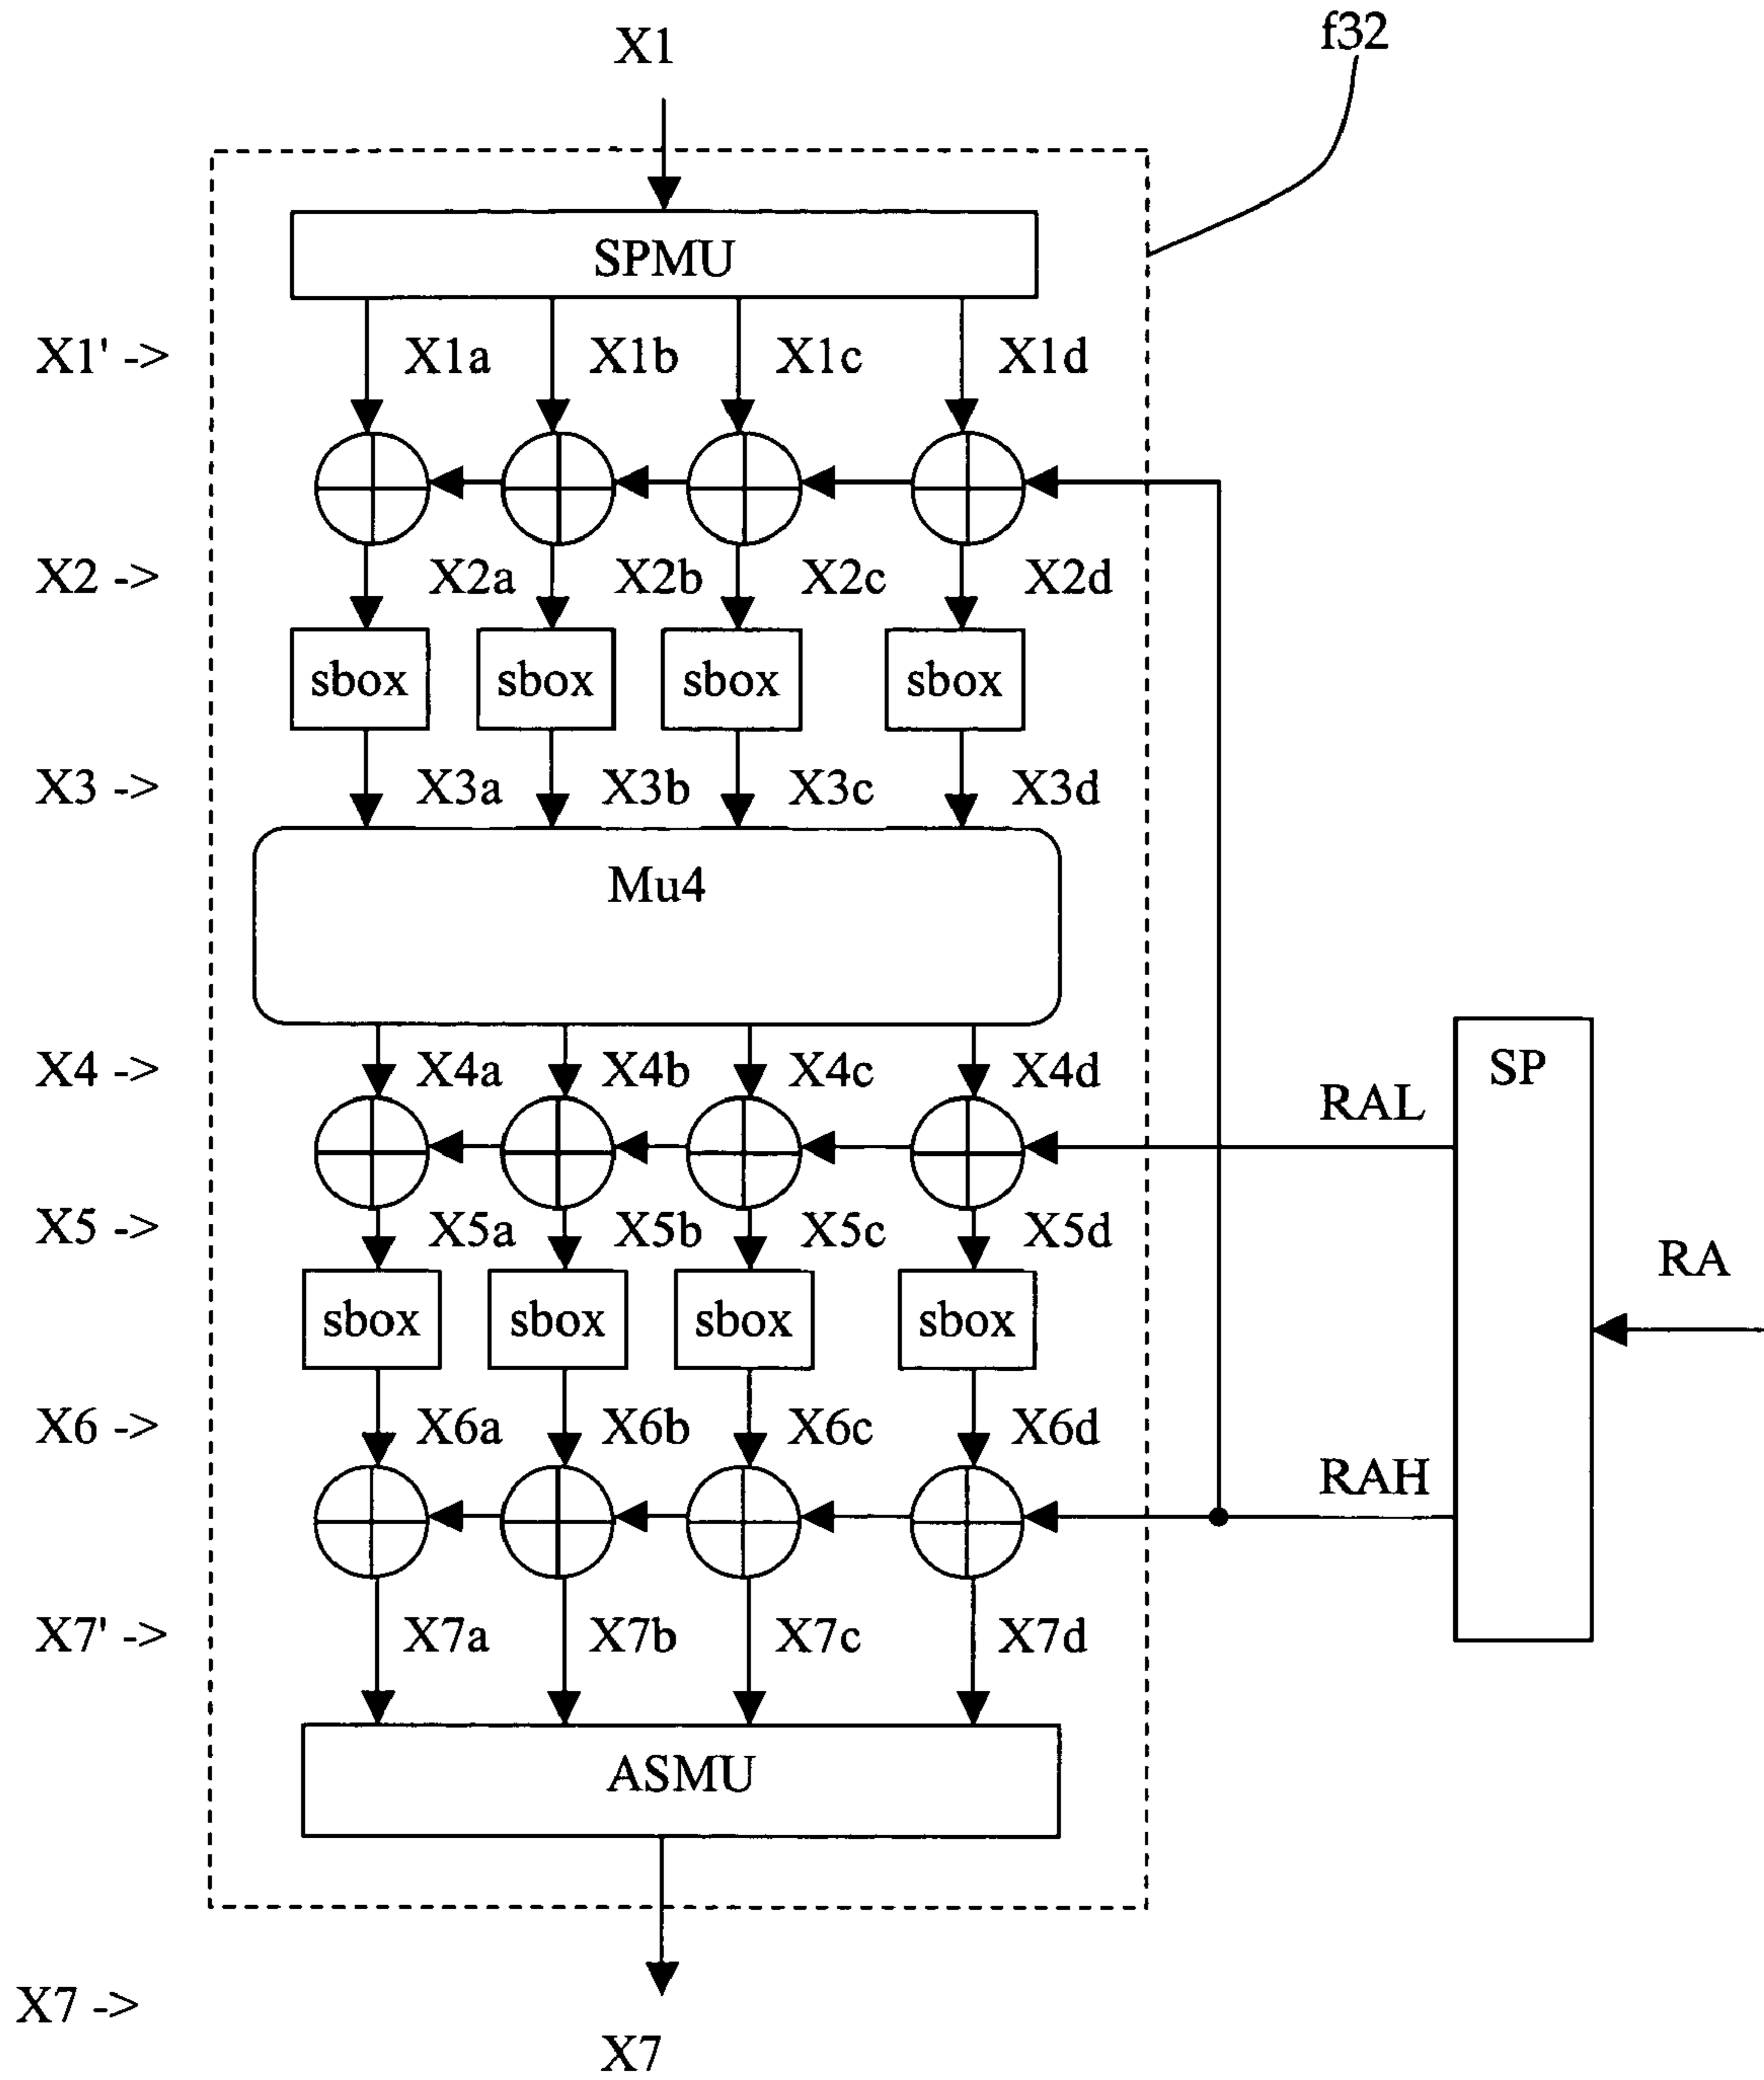 X1
f32
SPMU
X1' -> X1a X1b X1c X1d
X2 -> X2a X2b X2c X2d
sbox sbox sbox sbox
X3 -> X3a X3b X3c X3d
Mu4
X4 -> X4a X4b X4c X4d
SP
RAL
X5 -> X5a X5b X5c X5d
RA
sbox sbox sbox sbox
X6 -> X6a X6b X6c X6d
RAH
X7' -> X7a X7b X7c X7d
ASMU
X7 ->
X7